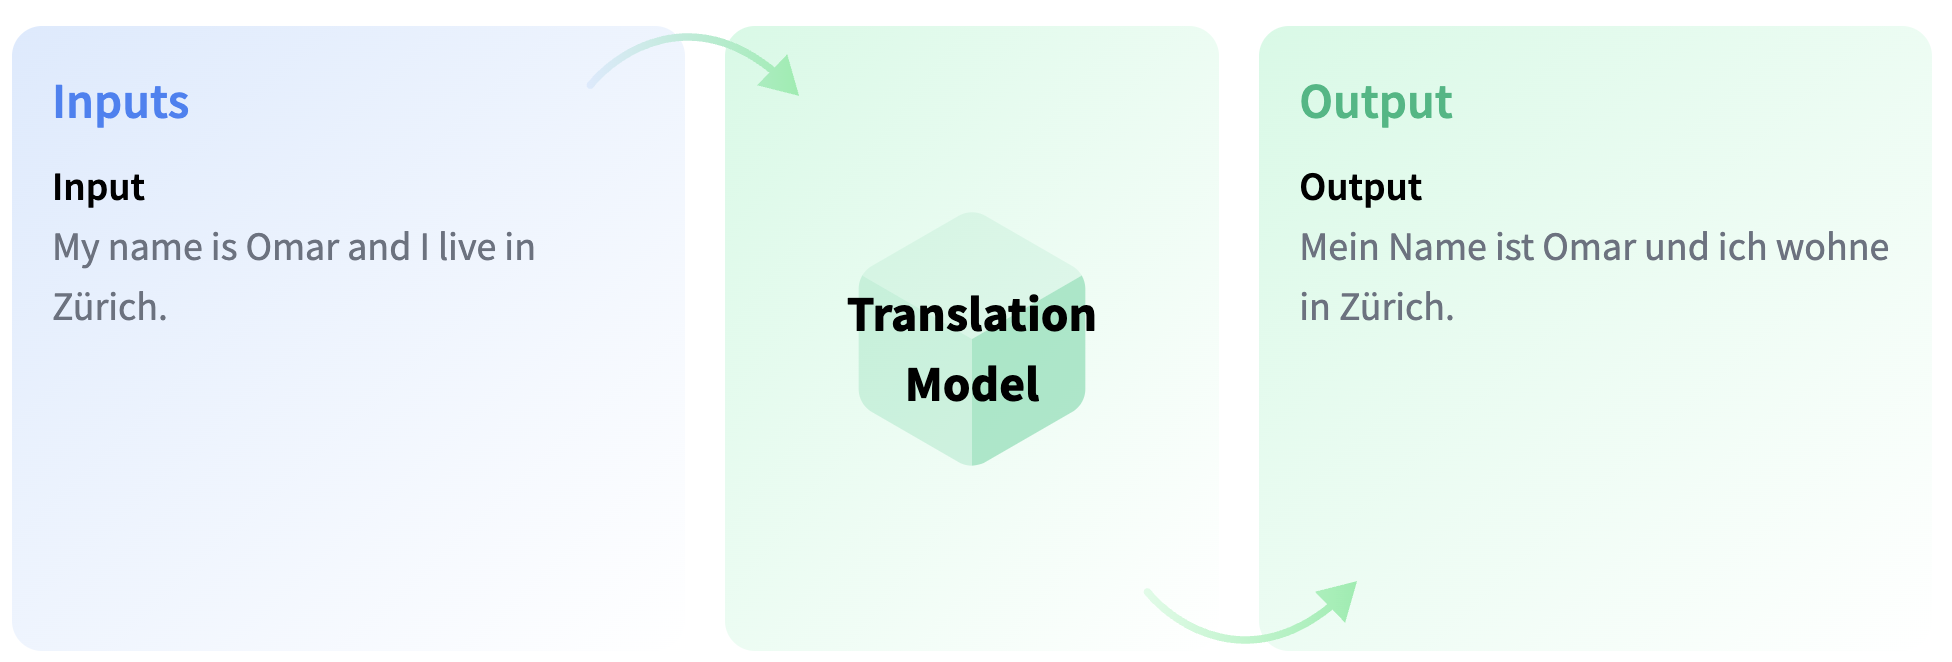 Inputs
Input
My name is Omar and I live in
Zürich.
Translation
Model
Output
Output
Mein Name ist Omar und ich wohne
in Zürich.